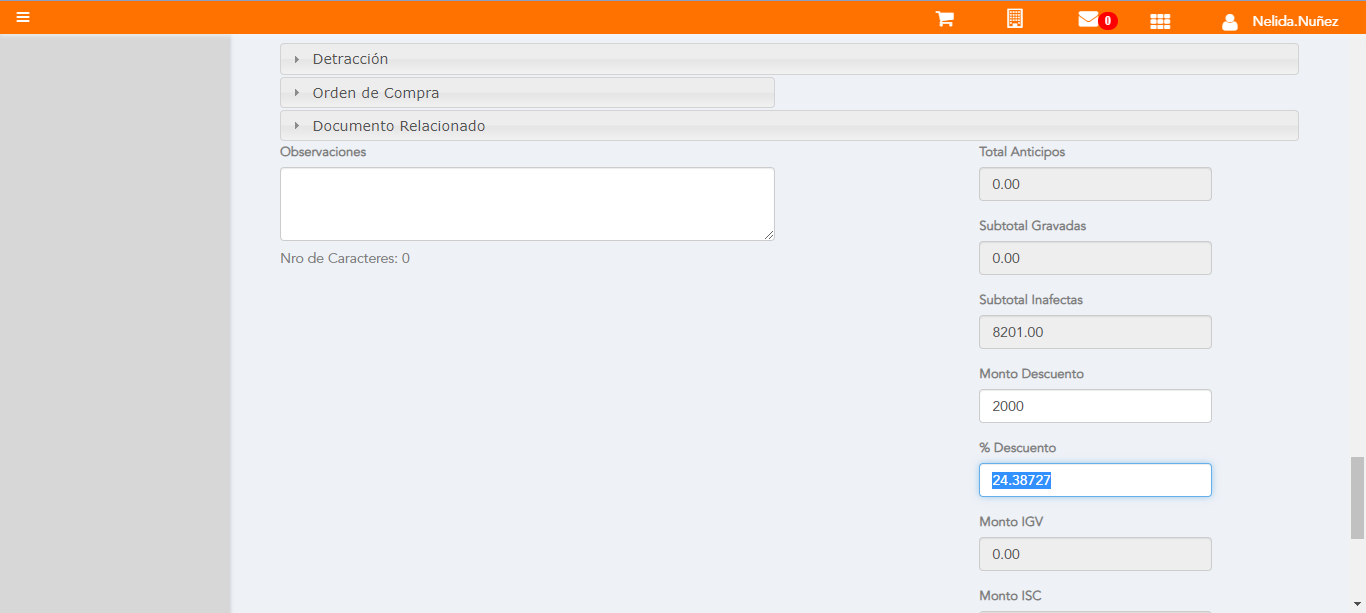 0
Nelida.Nuñez
Detracción
Orden de Compra
Documento Relacionado
Observaciones
Nro de Caracteres: 0
Total Anticipos
0.00
Subtotal Gravadas
0.00
Subtotal Inafectas
8201.00
Monto Descuento
2000
% Descuento
24.38727
Monto IGV
0.00
Monto ISC